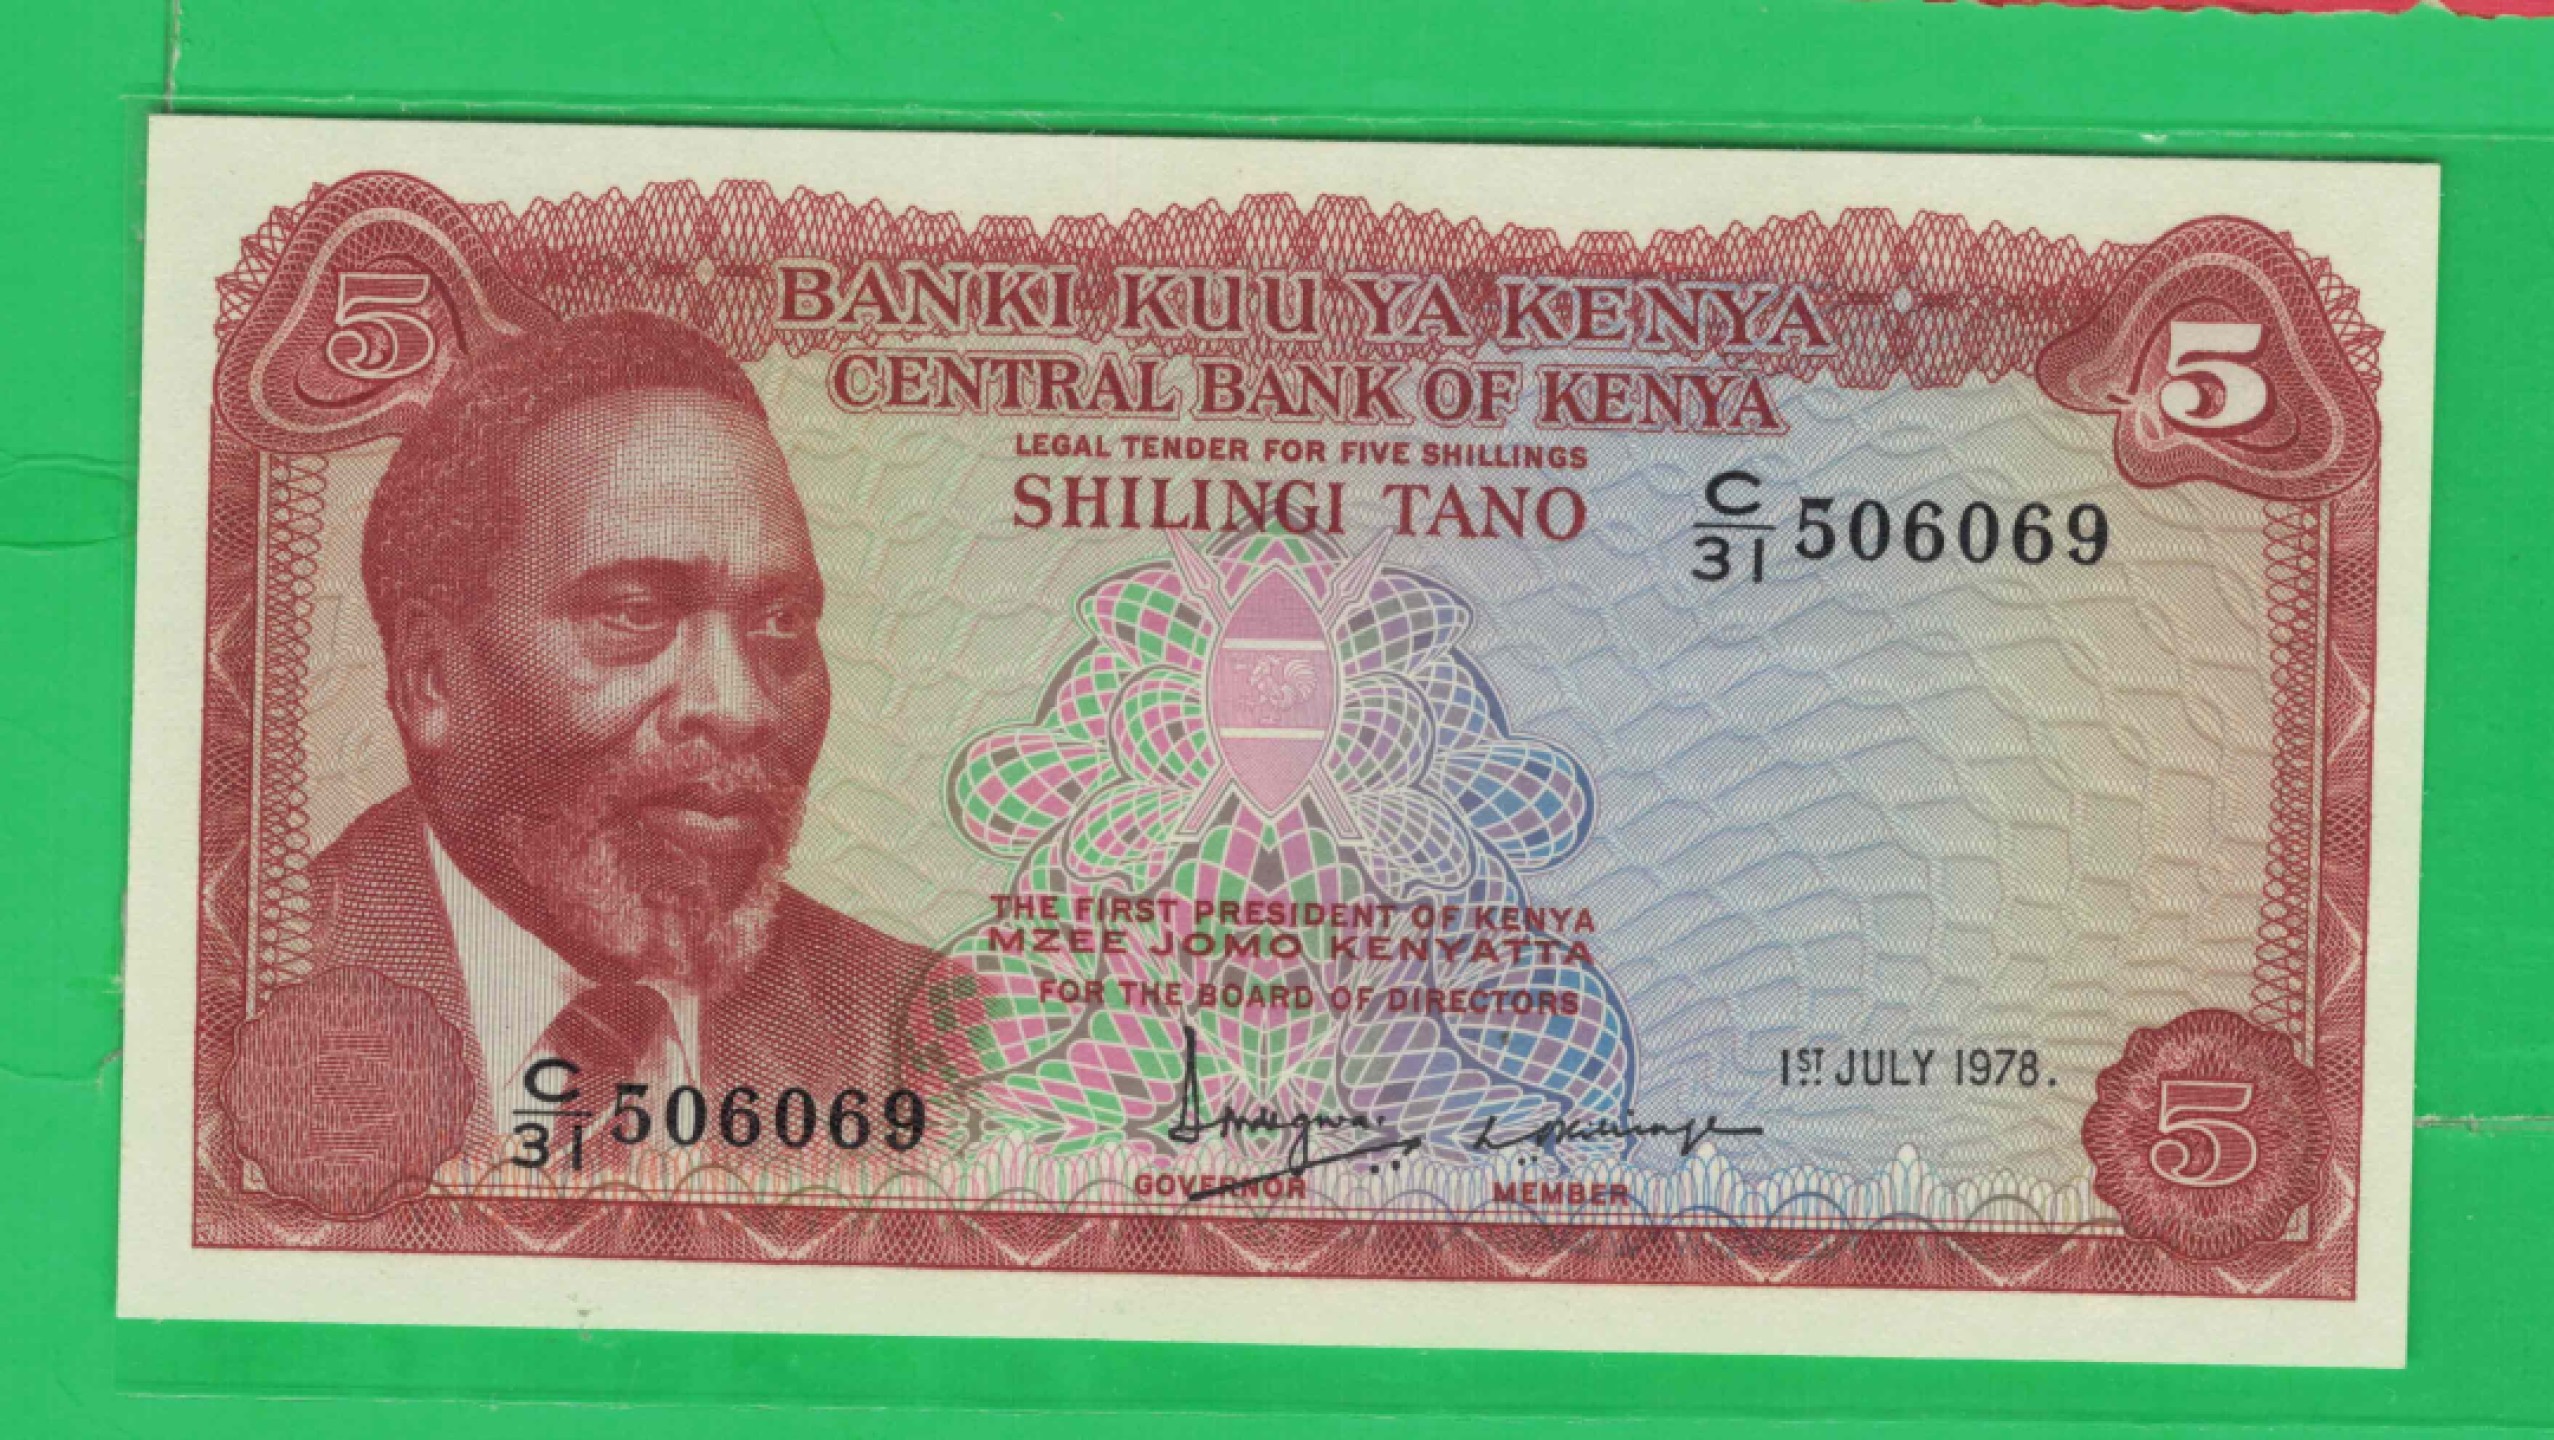 5
5
BANKI KUU YA KENYA
CENTRAL BANK OF KENYA
LEGAL TENDER FOR FIVE SHILLINGS
SHILINGI TANO
C/31 506069
THE FIRST PRESIDENT OF KENYA
MZEE JOMO KENYATTA
FOR THE BOARD OF DIRECTORS
1ST JULY 1978.
C/31 506069
GOVERNOR
MEMBER
5